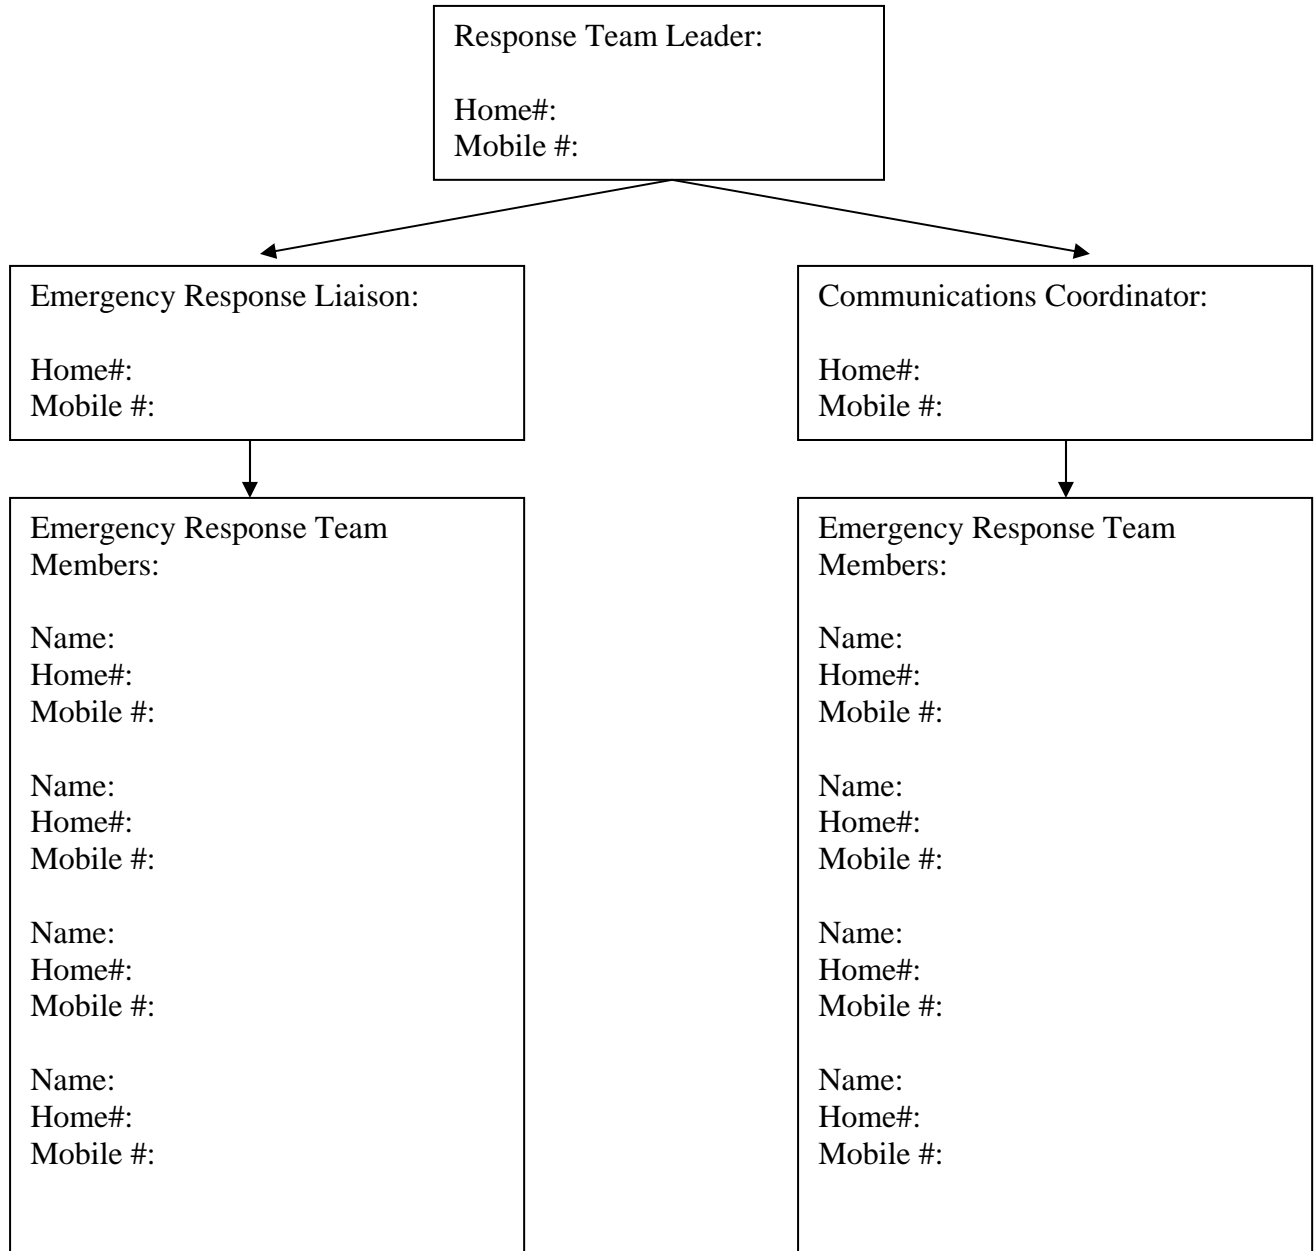 Response Team Leader:
Home#:
Mobile #:
Emergency Response Liaison:
Home#:
Mobile #:
Communications Coordinator:
Home#:
Mobile #:
Emergency Response Team
Members:
Name:
Home#:
Mobile #:
Name:
Home#:
Mobile #:
Name:
Home#:
Mobile #:
Name:
Home#:
Mobile #:
Emergency Response Team
Members:
Name:
Home#:
Mobile #:
Name:
Home#:
Mobile #:
Name:
Home#:
Mobile #:
Name:
Home#:
Mobile #: